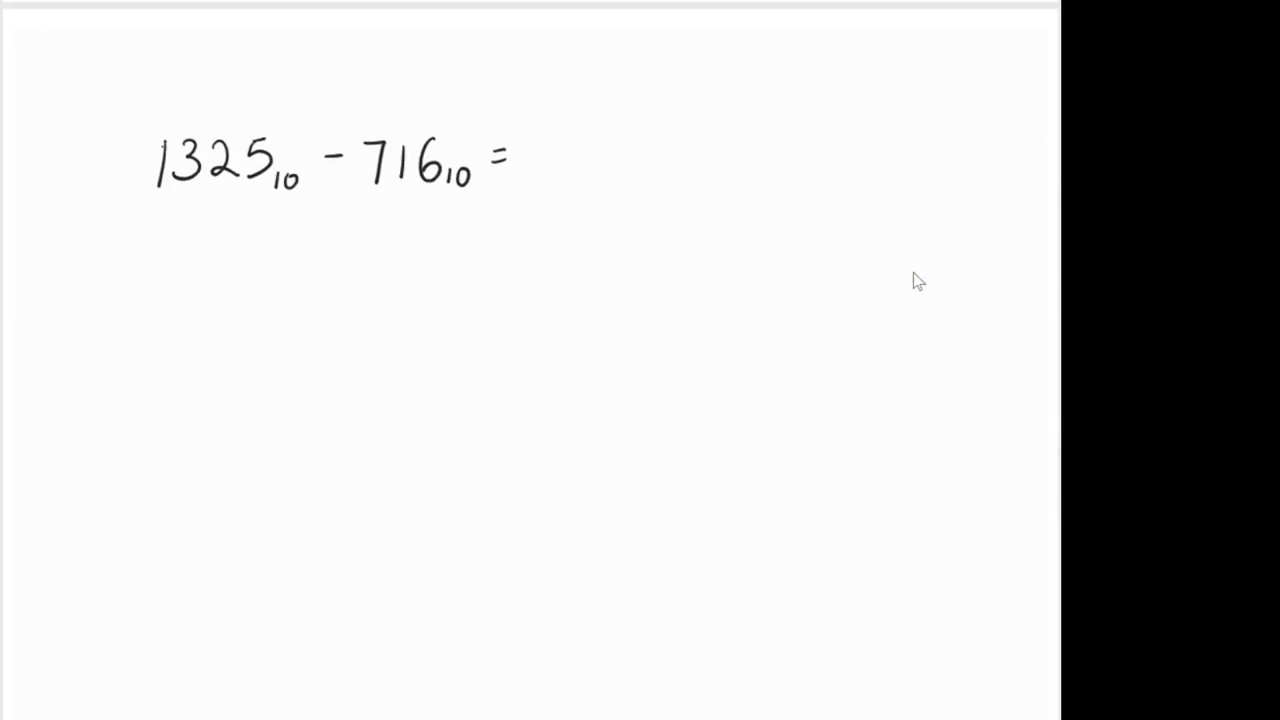 1325₁₀ - 716₁₀ =